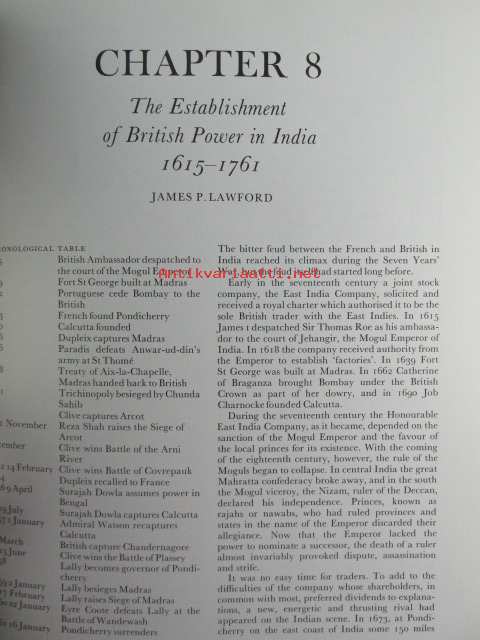 CHAPTER 8
The Establishment
of British Power in India
1615–1761
JAMES P. LAWFORD
Antikvariaatti.net
TABLE
British Ambassador despatched to
the court of the Mogul Emperor
Fort St George built at Madras
Portuguese cede Bombay to the
British
French found Pondicherry
Calcutta founded
Dupleix captures Madras
Paradis defeats Anwar-ud-din's
army at St Thomé
Treaty of Aix-la-Chapelle,
Madras handed back to British
Trichinopoly besieged by Chunda
Sahib
Clive captures Arcot
November Reza Shah raises the Siege of
Arcot
Clive wins Battle of the Arni
River
14 February Clive wins Battle of Covrepauk
Dupleix recalled to France
April Surajah Dowla assumes power in
Bengal
July Surajah Dowla captures Calcutta
January Admiral Watson recaptures
Calcutta
March British capture Chandernagore
June Clive wins the Battle of Plassey
Lally becomes governor of Pondi-
cherry
January Lally besieges Madras
February Lally raises Siege of Madras
22 January Eyre Coote defeats Lally at the
Battle of Wandewash
16 January Pondicherry surrenders
The bitter feud between the French and British in
India reached its climax during the Seven Years'
War, but the feud itself had started long before.
Early in the seventeenth century a joint stock
company, the East India Company, solicited and
received a royal charter which authorised it to be the
sole British trader with the East Indies. In 1615
James I despatched Sir Thomas Roe as his ambassa-
dor to the court of Jehangir, the Mogul Emperor of
India. In 1618 the company received authority from
the Emperor to establish 'factories'. In 1639 Fort
St George was built at Madras. In 1662 Catherine
of Braganza brought Bombay under the British
Crown as part of her dowry, and in 1690 Job
Charnocke founded Calcutta.
During the seventeenth century the Honourable
East India Company, as it became, depended on the
sanction of the Mogul Emperor and the favour of
the local princes for its existence. With the coming
of the eighteenth century, however, the rule of the
Moguls began to collapse. In central India the great
Mahratta confederacy broke away, and in the south
the Mogul viceroy, the Nizam, ruler of the Deccan,
declared his independence. Princes, known as
rajahs or nawabs, who had ruled provinces and
states in the name of the Emperor discarded their
allegiance. Now that the Emperor lacked the
power to nominate a successor, the death of a ruler
almost invariably provoked dispute, assassination
and strife.
It was no easy time for traders. To add to the
difficulties of the company whose shareholders, in
common with most, preferred dividends to explana-
tions, a new, energetic and thrusting rival had
appeared on the Indian scene. In 1673, at Pondi-
cherry on the east coast of India some 150 miles